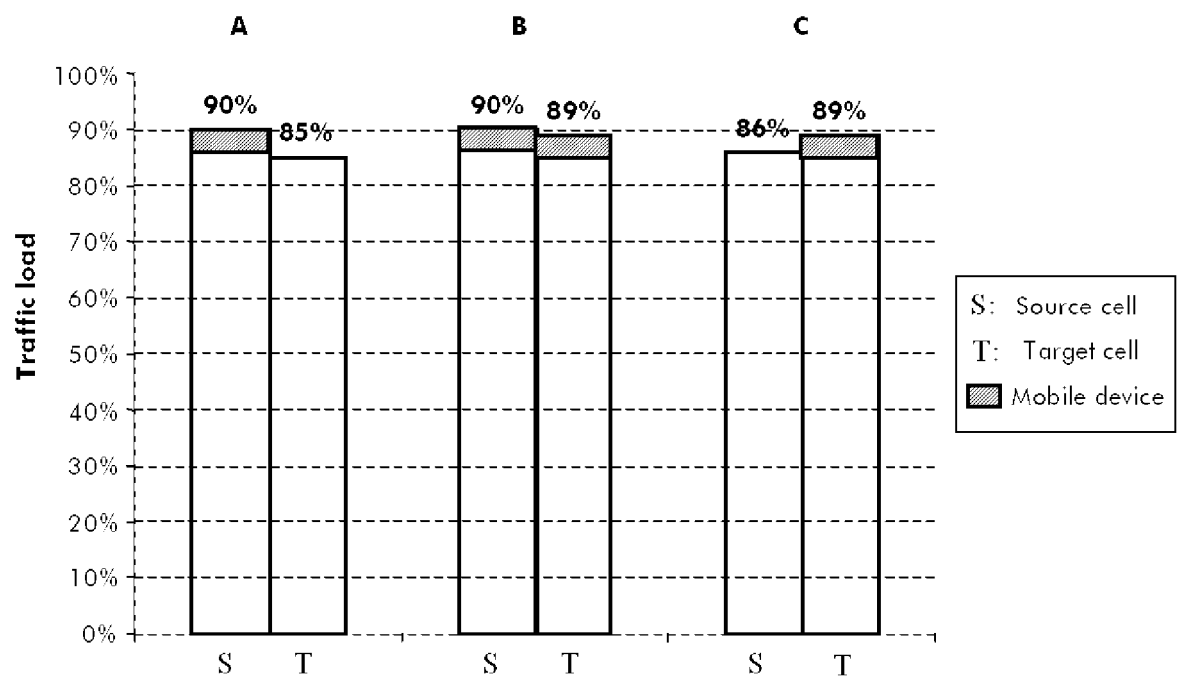 A B C
100%
90% 90% 89% 89%
90% 85% 86%
80%
70%
60%
50%
40%
30%
20%
10%
0%
S T S T S T
Traffic load
S: Source cell
T: Target cell
Mobile device